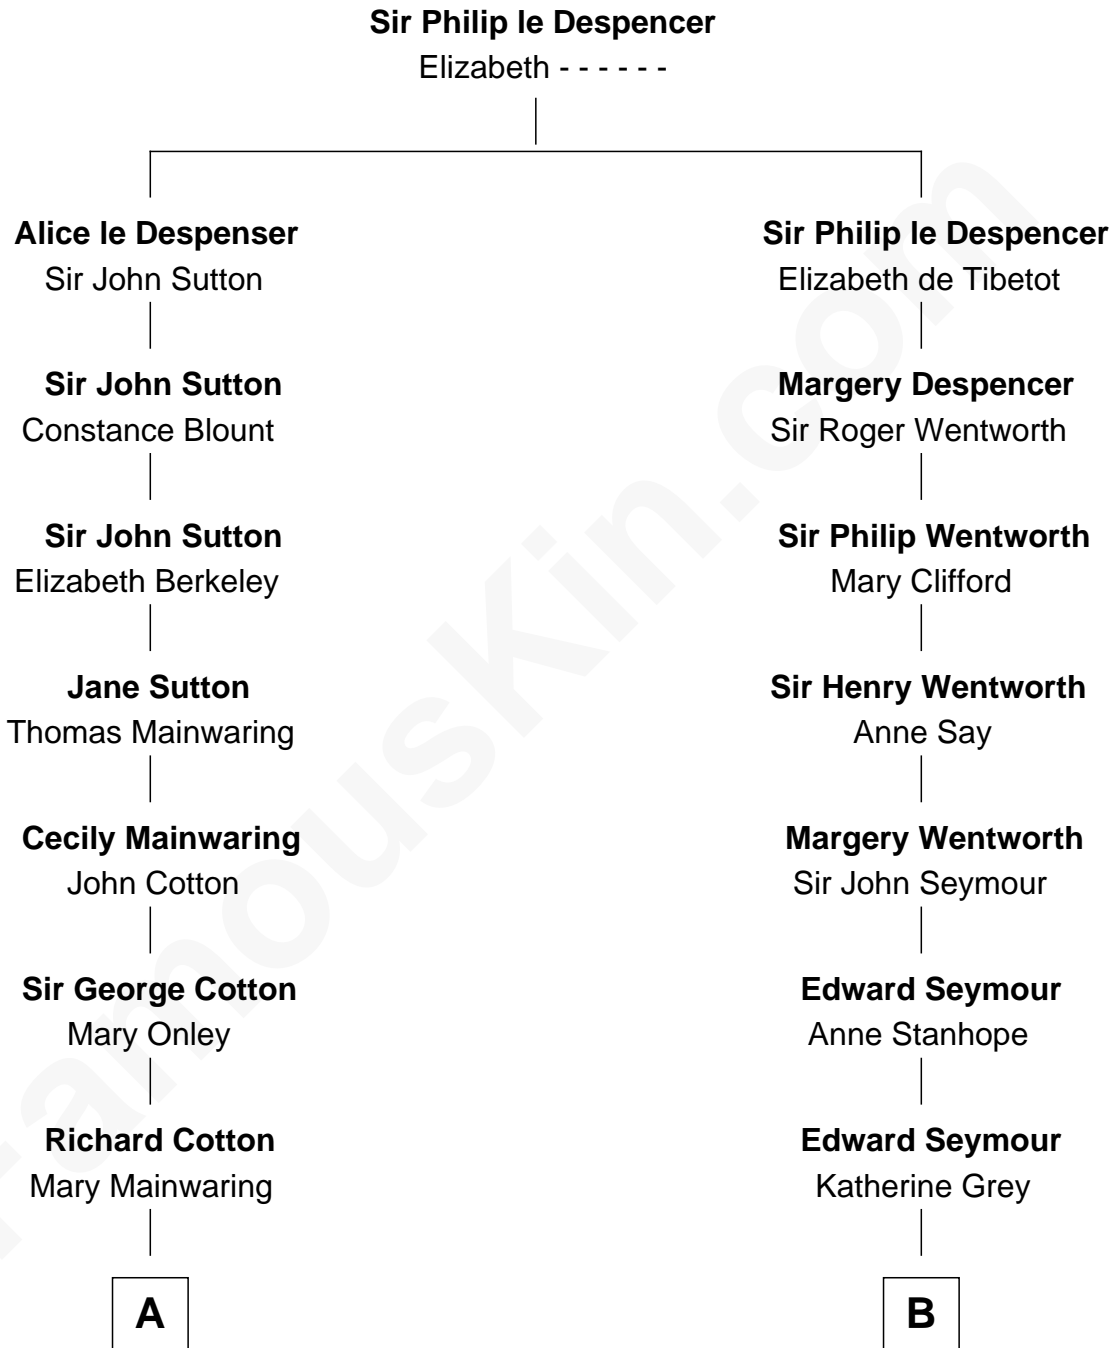 Sir Philip le Despencer
Elizabeth - - - - - -
Alice le Despenser
Sir John Sutton
Sir John Sutton
Constance Blount
Sir John Sutton
Elizabeth Berkeley
Jane Sutton
Thomas Mainwaring
Cecily Mainwaring
John Cotton
Sir George Cotton
Mary Onley
Richard Cotton
Mary Mainwaring
A
Sir Philip le Despencer
Elizabeth de Tibetot
Margery Despencer
Sir Roger Wentworth
Sir Philip Wentworth
Mary Clifford
Sir Henry Wentworth
Anne Say
Margery Wentworth
Sir John Seymour
Edward Seymour
Anne Stanhope
Edward Seymour
Katherine Grey
B
FamousKin.com